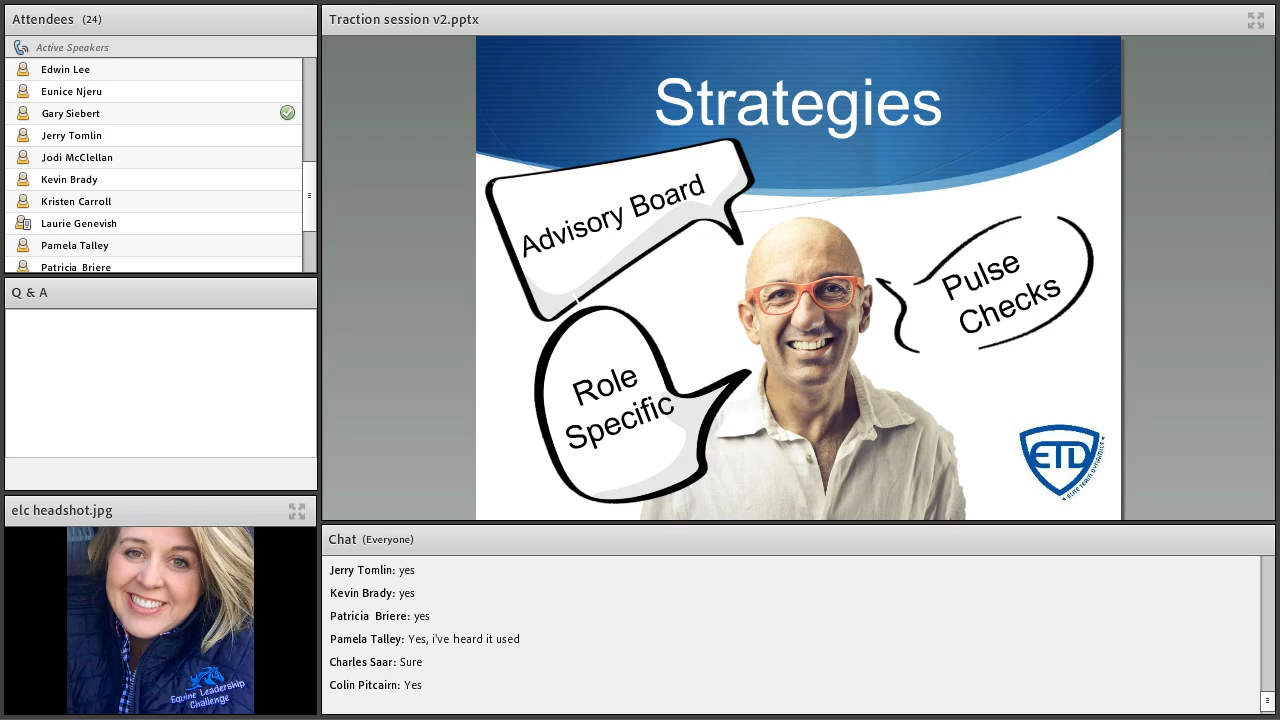 Attendees (24)
Active Speakers
Edwin Lee
Eunice Njeru
Gary Siebert
Jerry Tomlin
Jodi McClellan
Kevin Brady
Kristen Carroll
Laurie Genevish
Pamela Talley
Patricia Briere
Q & A
elc headshot.jpg
Equine Leadership
Challenge
Traction session v2.pptx
Strategies
Advisory Board
Pulse
Checks
Role
Specific
ETD
ELITE TEAM DYNAMICS
Chat (Everyone)
Jerry Tomlin: yes
Kevin Brady: yes
Patricia Briere: yes
Pamela Talley: Yes, i've heard it used
Charles Saar: Sure
Colin Pitcairn: Yes